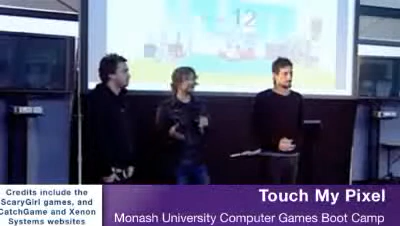 12
Credits include the
ScaryGirl games, and
CatchGame and Xenon
Systems websites
Touch My Pixel
Monash University Computer Games Boot Camp